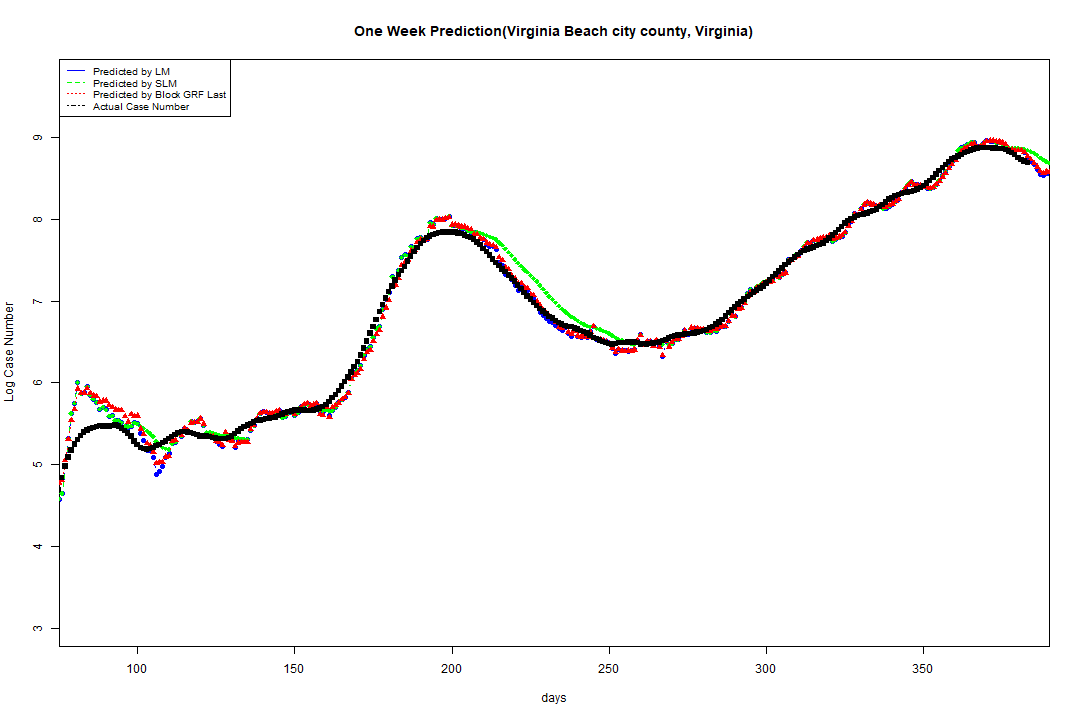 One Week Prediction(Virginia Beach city county, Virginia)
Predicted by LM
Predicted by SLM
Predicted by Block GRF Last
Actual Case Number
Log Case Number
9
8
7
6
5
4
3
100 150 200 250 300 350
days